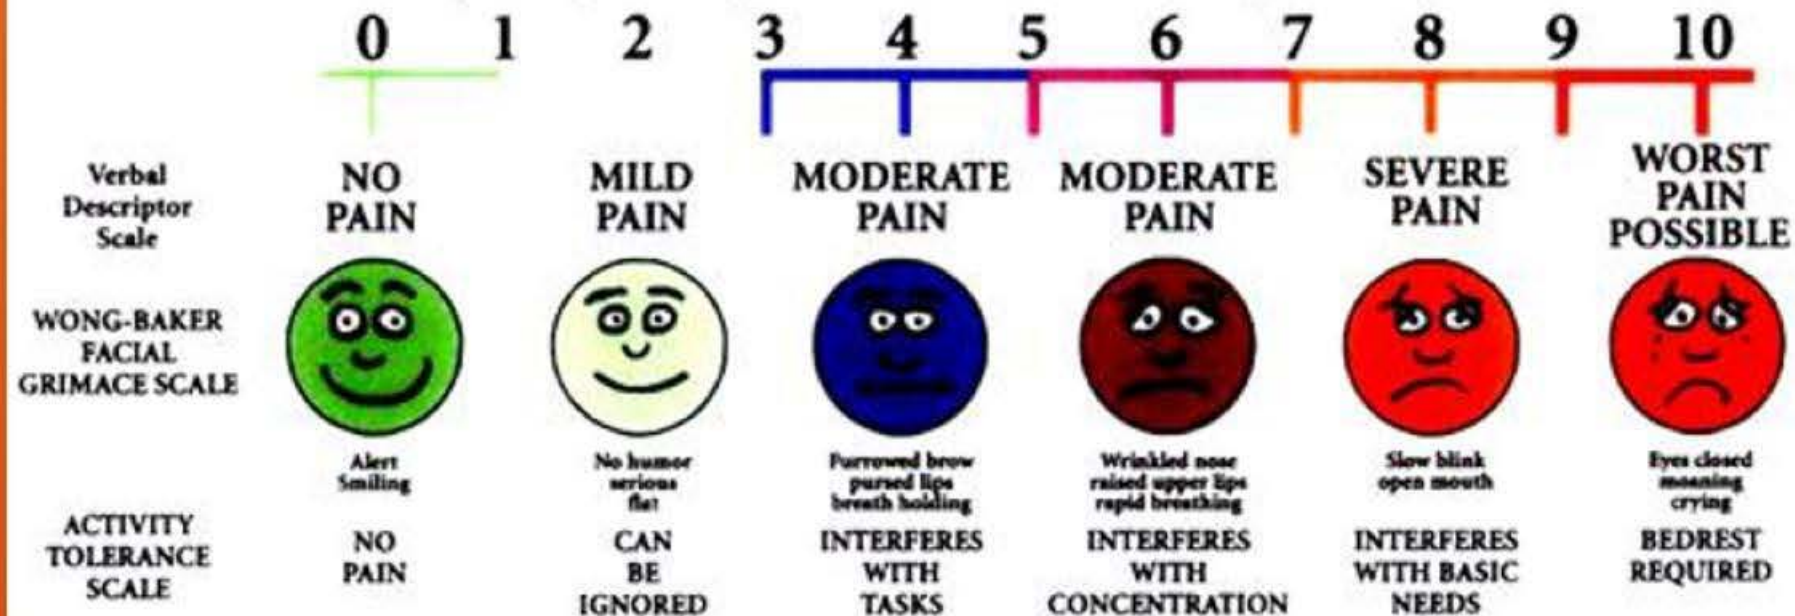 0 1 2 3 4 5 6 7 8 9 10
Verbal
Descriptor
Scale
NO
PAIN
MILD
PAIN
MODERATE
PAIN
MODERATE
PAIN
SEVERE
PAIN
WORST
PAIN
POSSIBLE
WONG-BAKER
FACIAL
GRIMACE SCALE
Alert
Smiling
No humor
serious
flat
Furrowed brow
pursed lips
breath holding
Wrinkled nose
raised upper lips
rapid breathing
Slow blink
open mouth
Eyes closed
moaning
crying
ACTIVITY
TOLERANCE
SCALE
NO
PAIN
CAN
BE
IGNORED
INTERFERES
WITH
TASKS
INTERFERES
WITH
CONCENTRATION
INTERFERES
WITH BASIC
NEEDS
BEDREST
REQUIRED